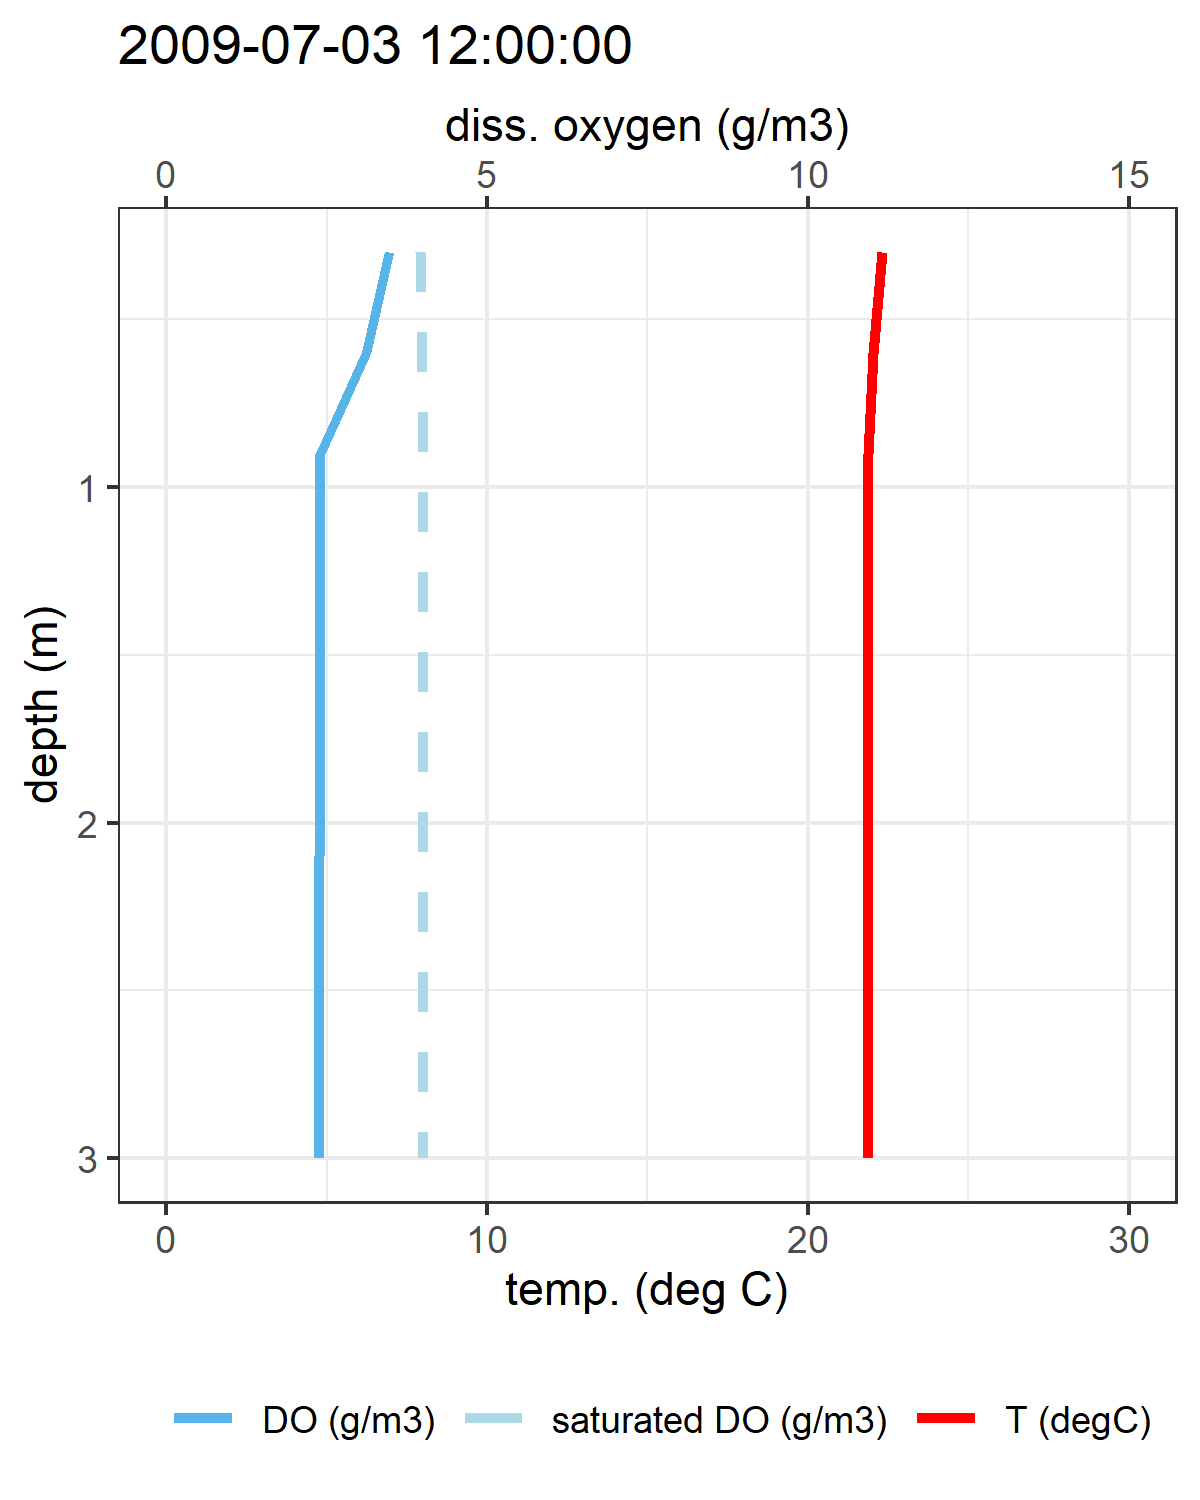 2009-07-03 12:00:00
diss. oxygen (g/m3)
0 5 10 15
depth (m)
1
2
3
0 10 20 30
temp. (deg C)
DO (g/m3) saturated DO (g/m3) T (degC)